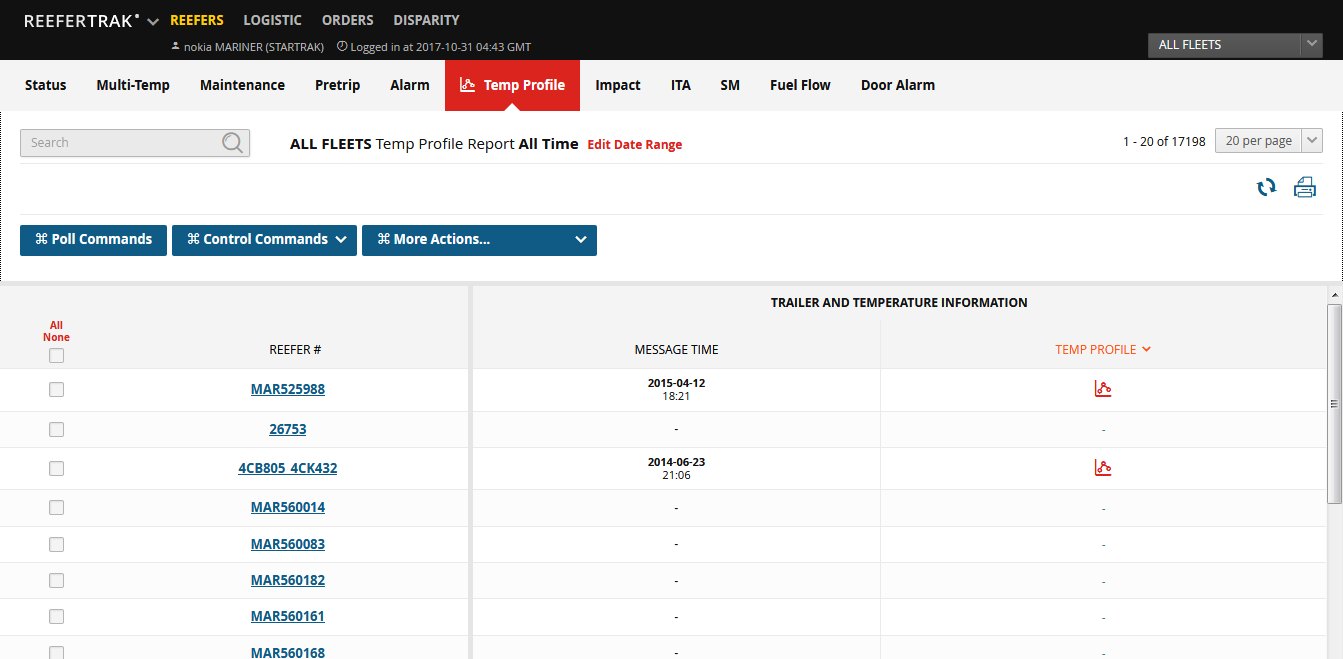 REEFERTRAK REEFERS LOGISTIC ORDERS DISPARITY
nokia MARINER (STARTRAK) Logged in at 2017-10-31 04:43 GMT
ALL FLEETS
Status Multi-Temp Maintenance Pretrip Alarm Temp Profile Impact ITA SM Fuel Flow Door Alarm
Search ALL FLEETS Temp Profile Report All Time Edit Date Range 1 - 20 of 17198 20 per page
⌘ Poll Commands ⌘ Control Commands ⌘ More Actions...
TRAILER AND TEMPERATURE INFORMATION
All
None
REEFER # MESSAGE TIME TEMP PROFILE
MAR525988 2015-04-12
18:21
26753 - -
4CB805_4CK432 2014-06-23
21:06
MAR560014 - -
MAR560083 - -
MAR560182 - -
MAR560161 - -
MAR560168 - -